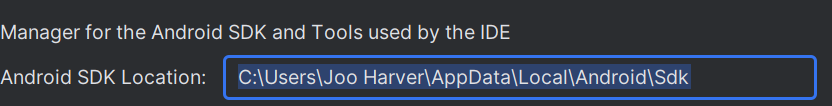 Manager for the Android SDK and Tools used by the IDE
Android SDK Location: C:\Users\Joo Harver\AppData\Local\Android\Sdk